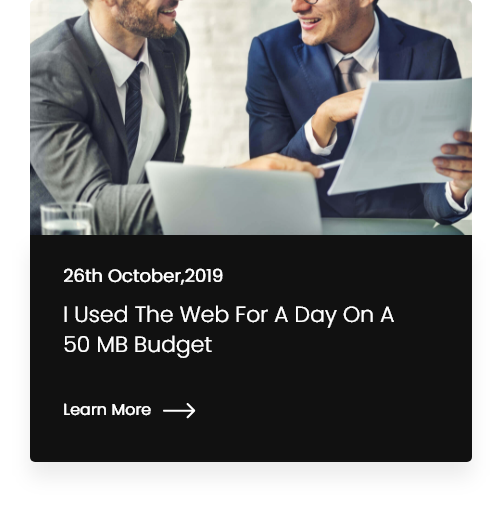 26th October,2019
I Used The Web For A Day On A
50 MB Budget
Learn More